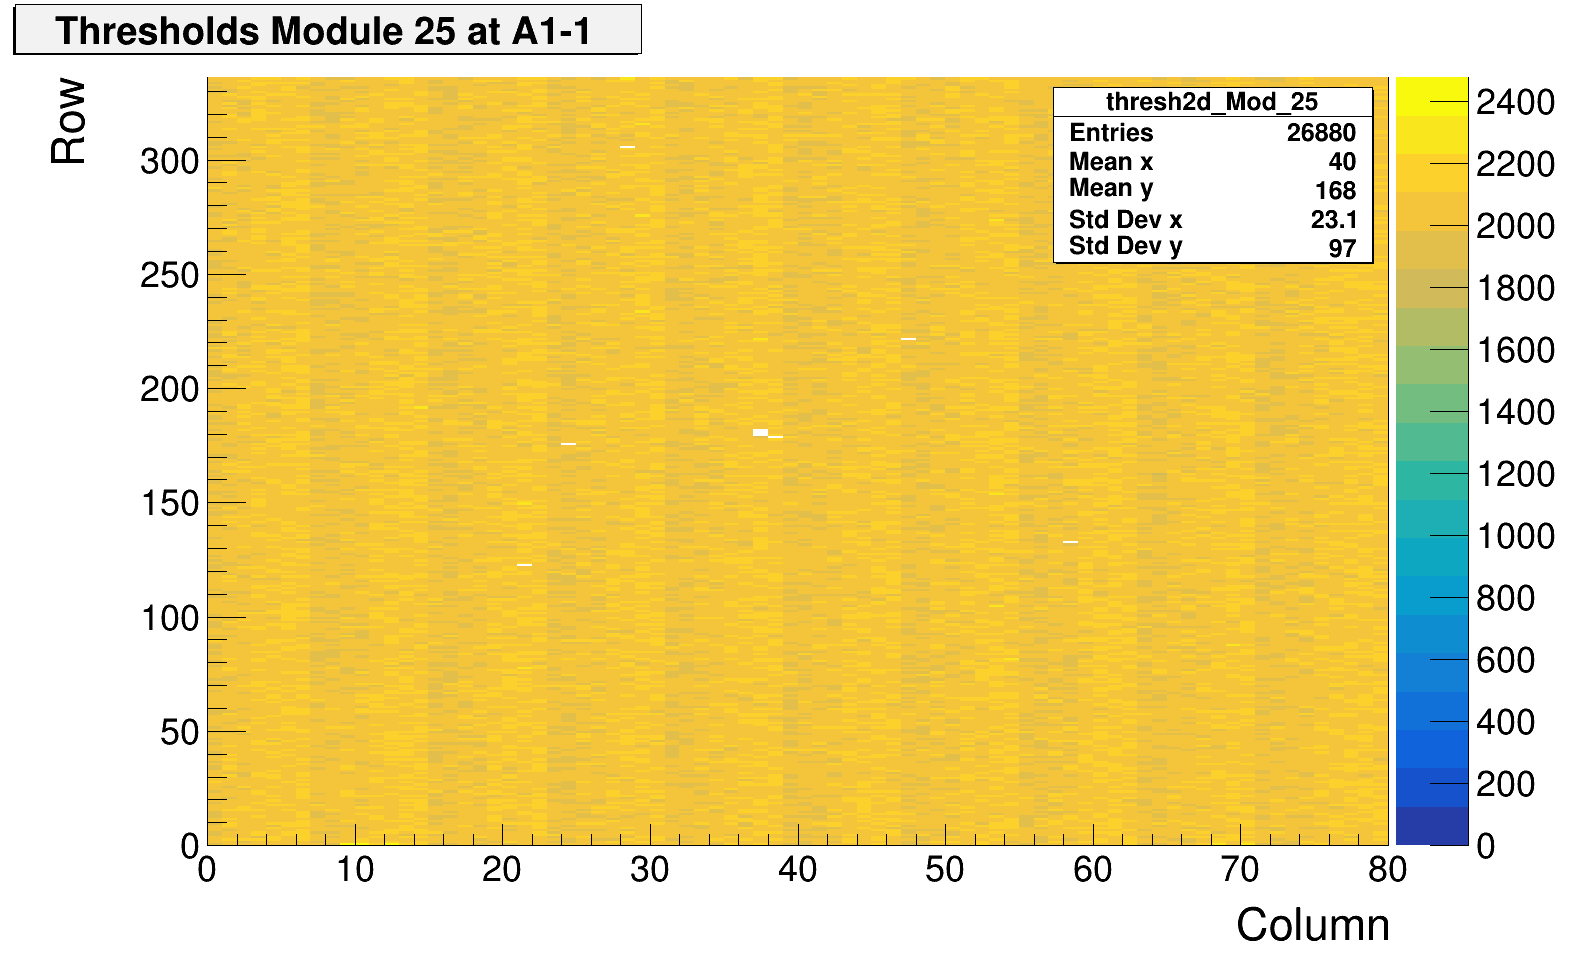 Thresholds Module 25 at A1-1
Row
thresh2d_Mod_25
Entries 26880
Mean x 40
Mean y 168
Std Dev x 23.1
Std Dev y 97
300
250
200
150
100
50
0
0 10 20 30 40 50 60 70 80
Column
2400
2200
2000
1800
1600
1400
1200
1000
800
600
400
200
0